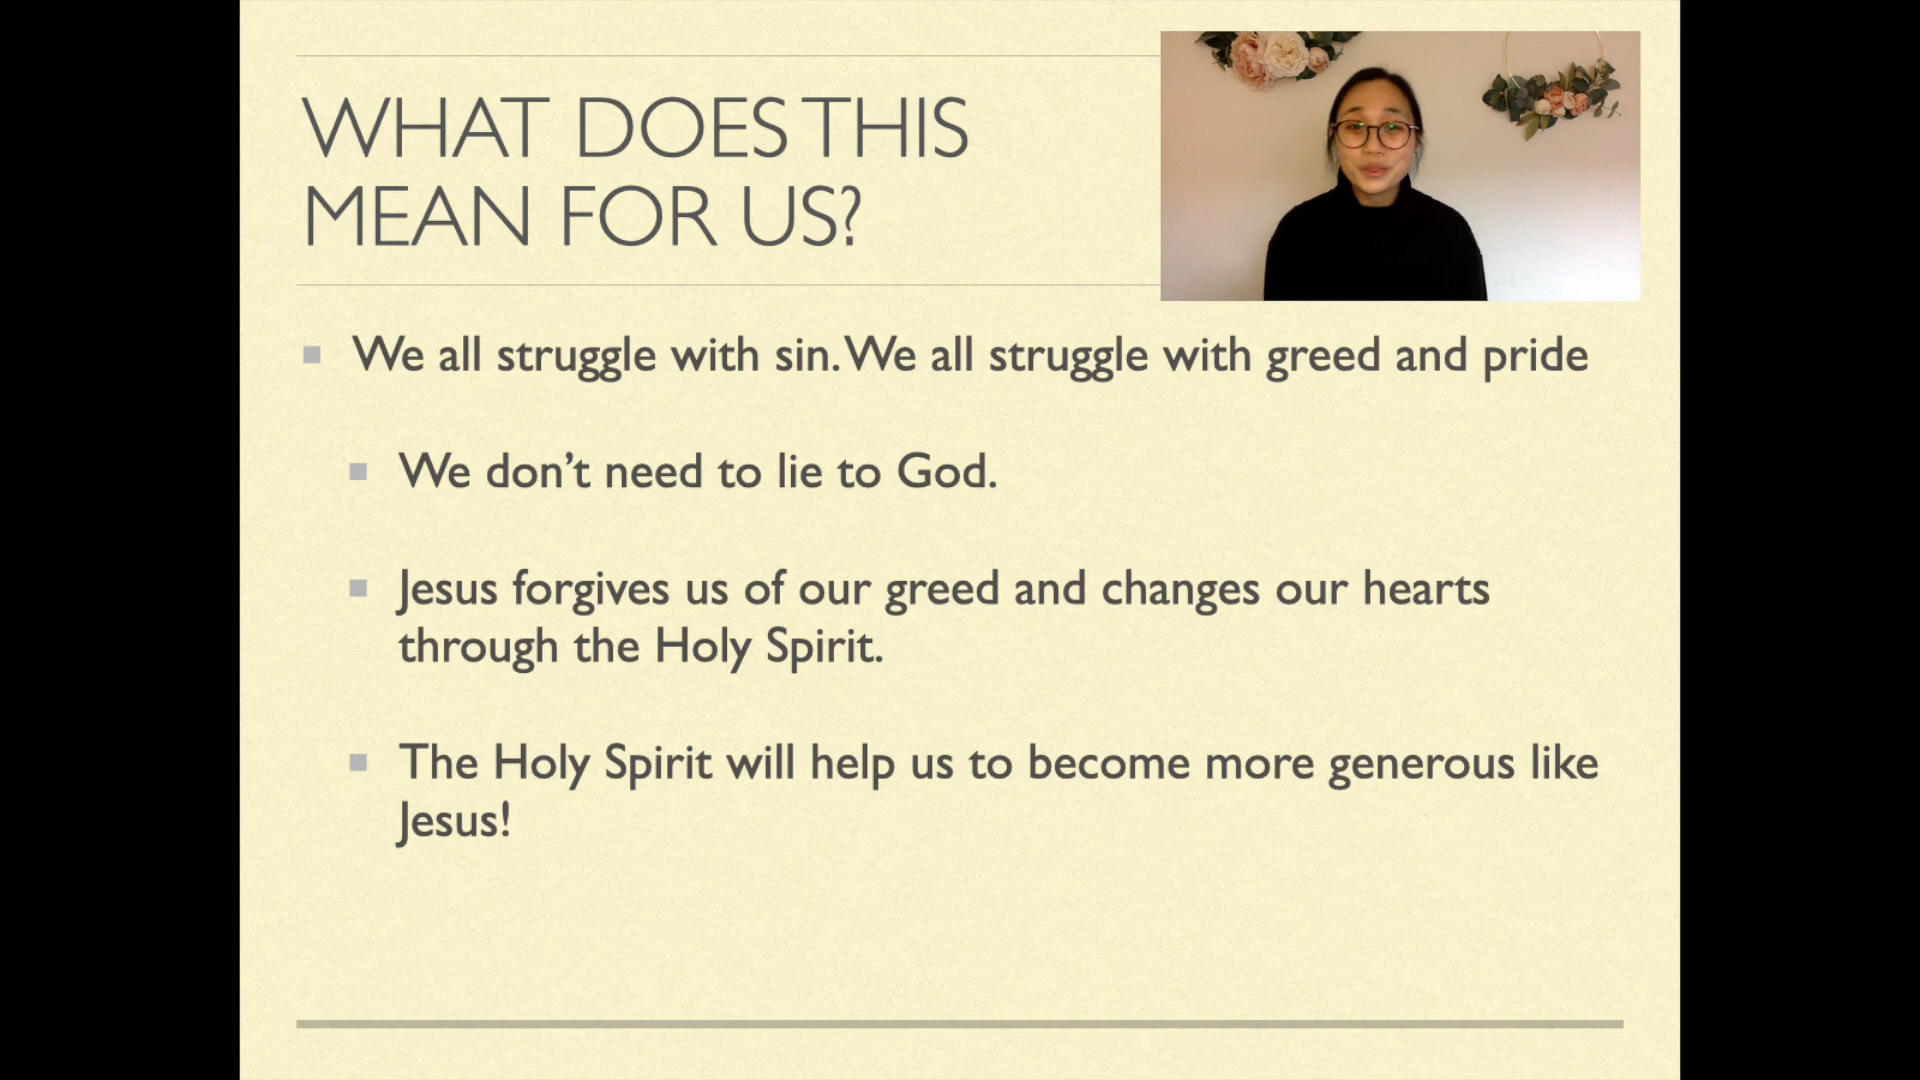 WHAT DOES THIS
MEAN FOR US?
We all struggle with sin. We all struggle with greed and pride
We don’t need to lie to God.
Jesus forgives us of our greed and changes our hearts
through the Holy Spirit.
The Holy Spirit will help us to become more generous like
Jesus!